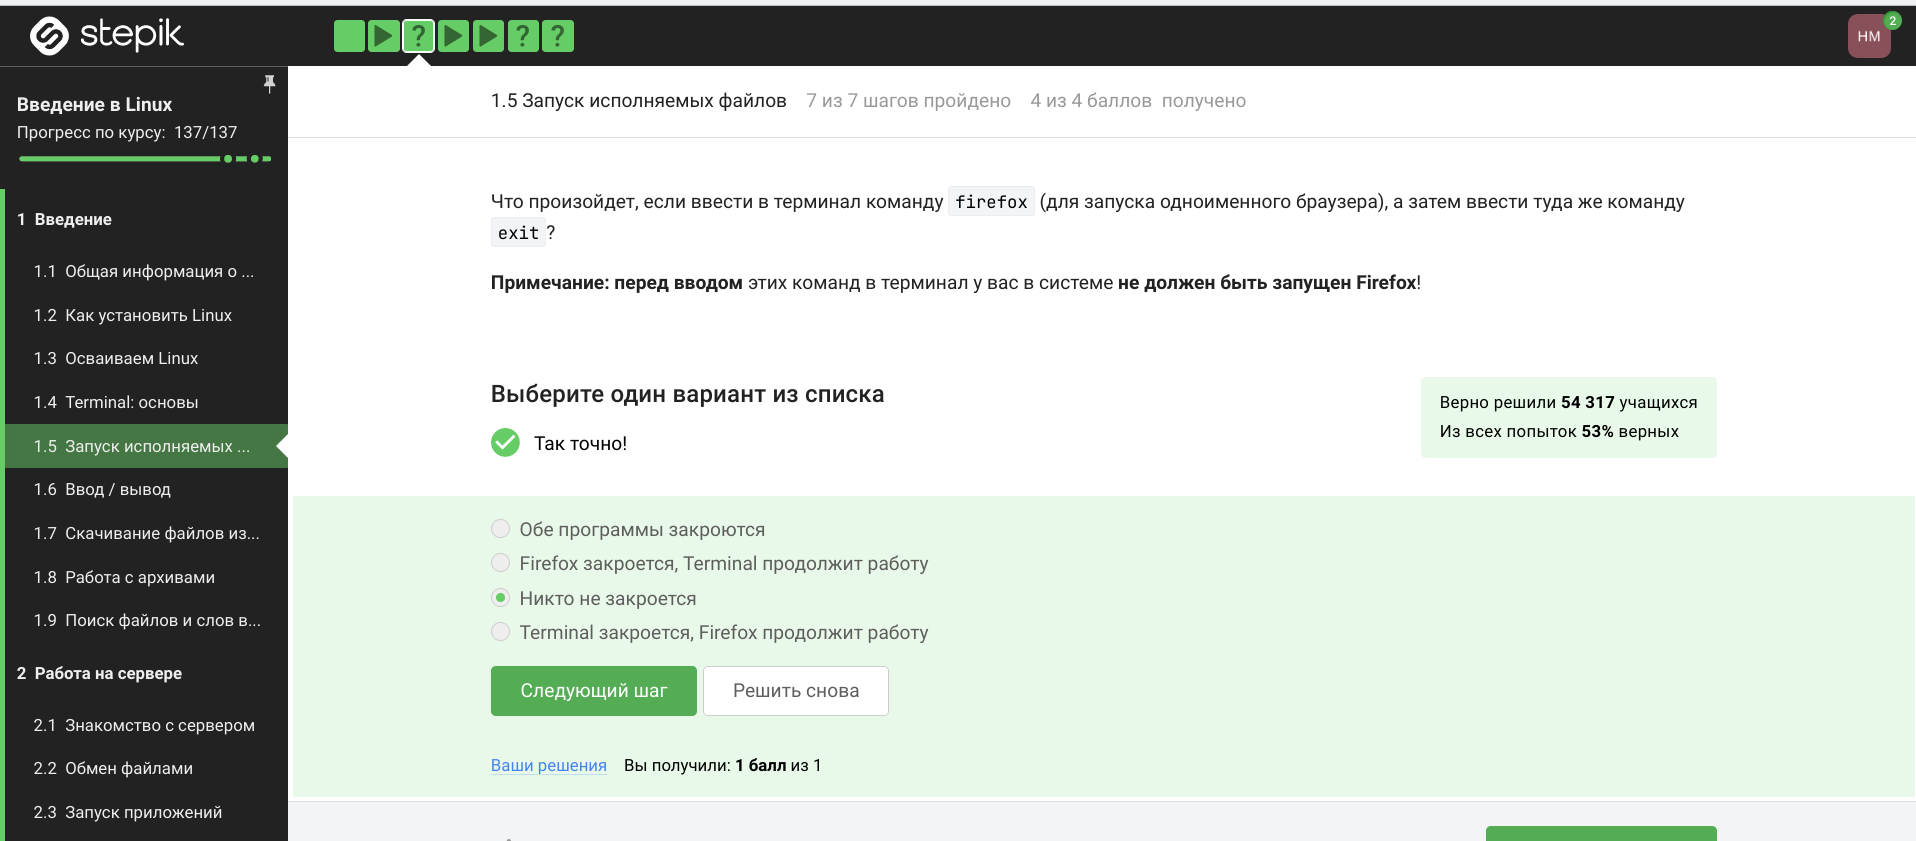 stepik
?
?
?
HM
2
Введение в Linux
Прогресс по курсу: 137/137
1 Введение
1.1 Общая информация о ...
1.2 Как установить Linux
1.3 Осваиваем Linux
1.4 Terminal: основы
1.5 Запуск исполняемых ...
1.6 Ввод / вывод
1.7 Скачивание файлов из...
1.8 Работа с архивами
1.9 Поиск файлов и слов в...
2 Работа на сервере
2.1 Знакомство с сервером
2.2 Обмен файлами
2.3 Запуск приложений
1.5 Запуск исполняемых файлов 7 из 7 шагов пройдено 4 из 4 баллов получено
Что произойдет, если ввести в терминал команду firefox (для запуска одноименного браузера), а затем ввести туда же команду
exit ?
Примечание: перед вводом этих команд в терминал у вас в системе не должен быть запущен Firefox!
Выберите один вариант из списка
Так точно!
Верно решили 54 317 учащихся
Из всех попыток 53% верных
Обе программы закроются
Firefox закроется, Terminal продолжит работу
Никто не закроется
Terminal закроется, Firefox продолжит работу
Следующий шаг
Решить снова
Ваши решения Вы получили: 1 балл из 1